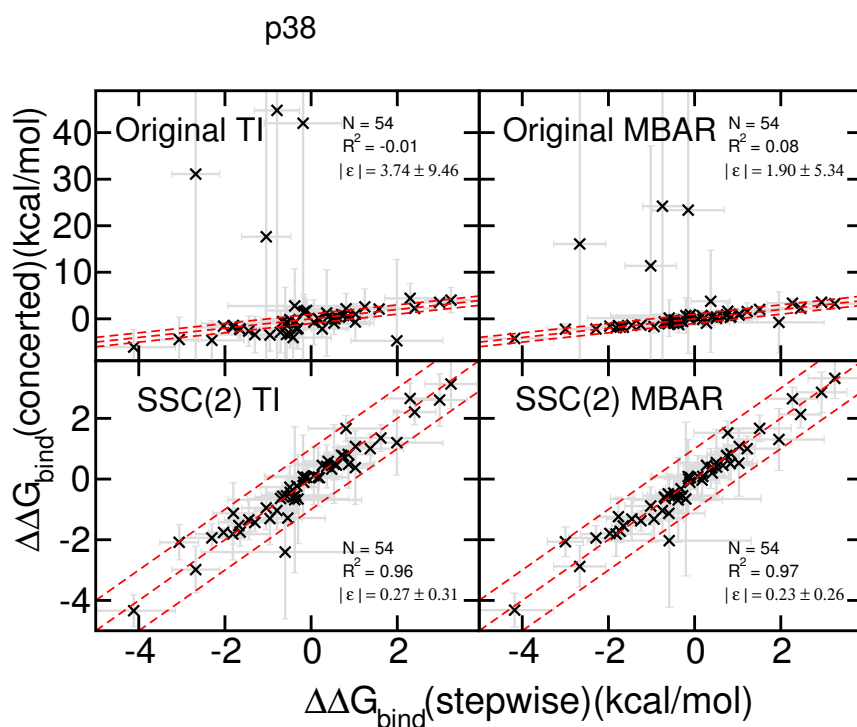 p38
ΔΔG_bind(concerted)(kcal/mol)
40
30
20
10
0
Original TI
N = 54
R² = -0.01
| ε | = 3.74 ± 9.46
Original MBAR
N = 54
R² = 0.08
| ε | = 1.90 ± 5.34
2
0
-2
-4
SSC(2) TI
N = 54
R² = 0.96
| ε | = 0.27 ± 0.31
SSC(2) MBAR
N = 54
R² = 0.97
| ε | = 0.23 ± 0.26
-4 -2 0 2 -4 -2 0 2 4
ΔΔG_bind(stepwise)(kcal/mol)